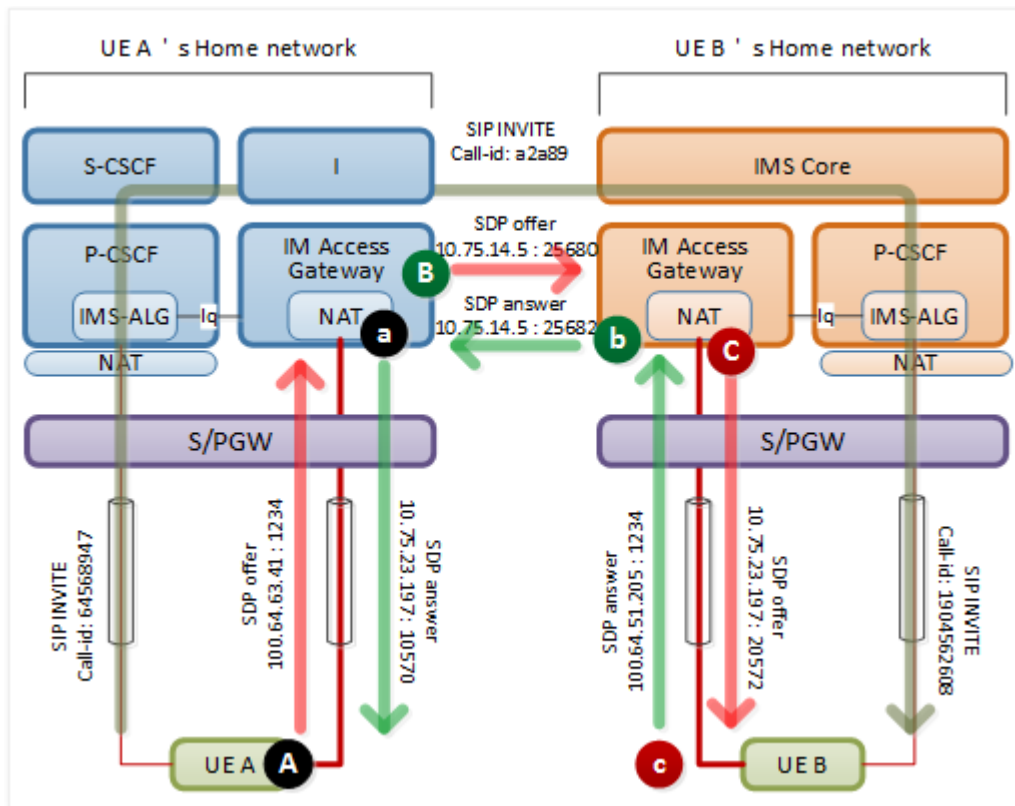 UE A ' s Home network
UE B ' s Home network
SIP INVITE
Call-id: a2a89
S-CSCF
I
IMS Core
P-CSCF
IMS-ALG
NAT
Iq
IM Access
Gateway
NAT
a
B
SDP offer
10.75.14.5 : 25680
SDP answer
10.75.14.5 : 25682
b
IM Access
Gateway
NAT
C
Iq
P-CSCF
IMS-ALG
NAT
S/PGW
S/PGW
SIP INVITE
Call-id: 64568947
SDP offer
100.64.63.41 : 1234
SDP answer
10.75.23.197 : 10570
SDP answer
100.64.51.205 : 1234
SDP offer
10.75.23.197 : 20572
SIP INVITE
Call-id: 1904562608
UE A
A
c
UE B